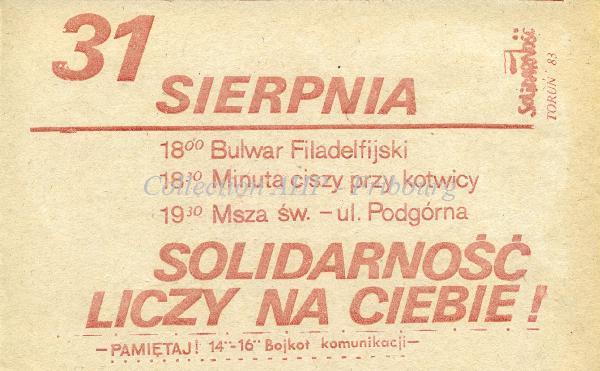 31
SIERPNIA
Solidarność
TORUŃ '83
18⁰⁰ Bulwar Filadelfijski
18³⁰ Minuta ciszy przy kotwicy
Collection AHP - Fribourg
19³⁰ Msza św. - ul. Podgórna
SOLIDARNOŚĆ
LICZY NA CIEBIE!
-PAMIĘTAJ! 14⁰⁰-16⁰⁰ Bojkot komunikacji-